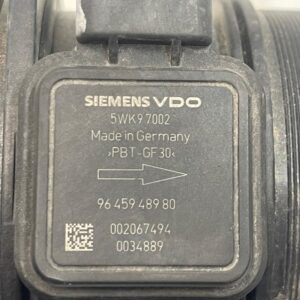 SIEMENS VDO
5WK9 7002
Made in Germany
›PBT-GF30‹
96 459 489 80
002067494
0034889